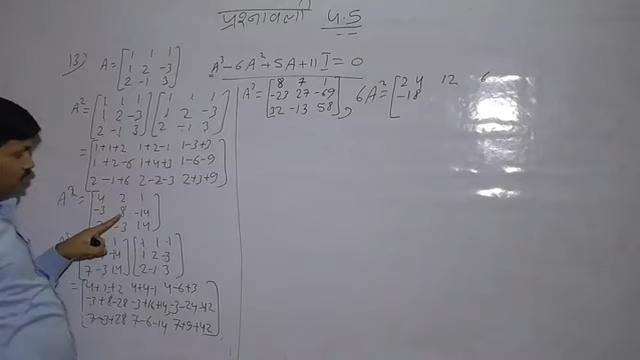 प्रश्नावली 4.5
13) A = [1 1 1
1 2 -3
2 -1 3]
A³-6A²+5A+11I = 0
A² = [1 1 1
1 2 -3
2 -1 3] [1 1 1
1 2 -3
2 -1 3]
= [1+1+2 1+2-1 1-3+3
1+2-6 1+4+3 1-6-9
2-1+6 2-2-3 2+3+9]
A² = [4 2 1
-3 8 -14
-3 14]
1
-14
7 -3 14] [1 1 1
1 2 -3
2 -1 3]
= [4+2+2 4+4-1 4-6+3
-3+8-28 -3+16+14 -3-24-42
7-3+28 7-6-14 7+9+42]
A³ = [8 7 1
-23 27 -69
32 -13 58]
6A² = [24 12 6
-18